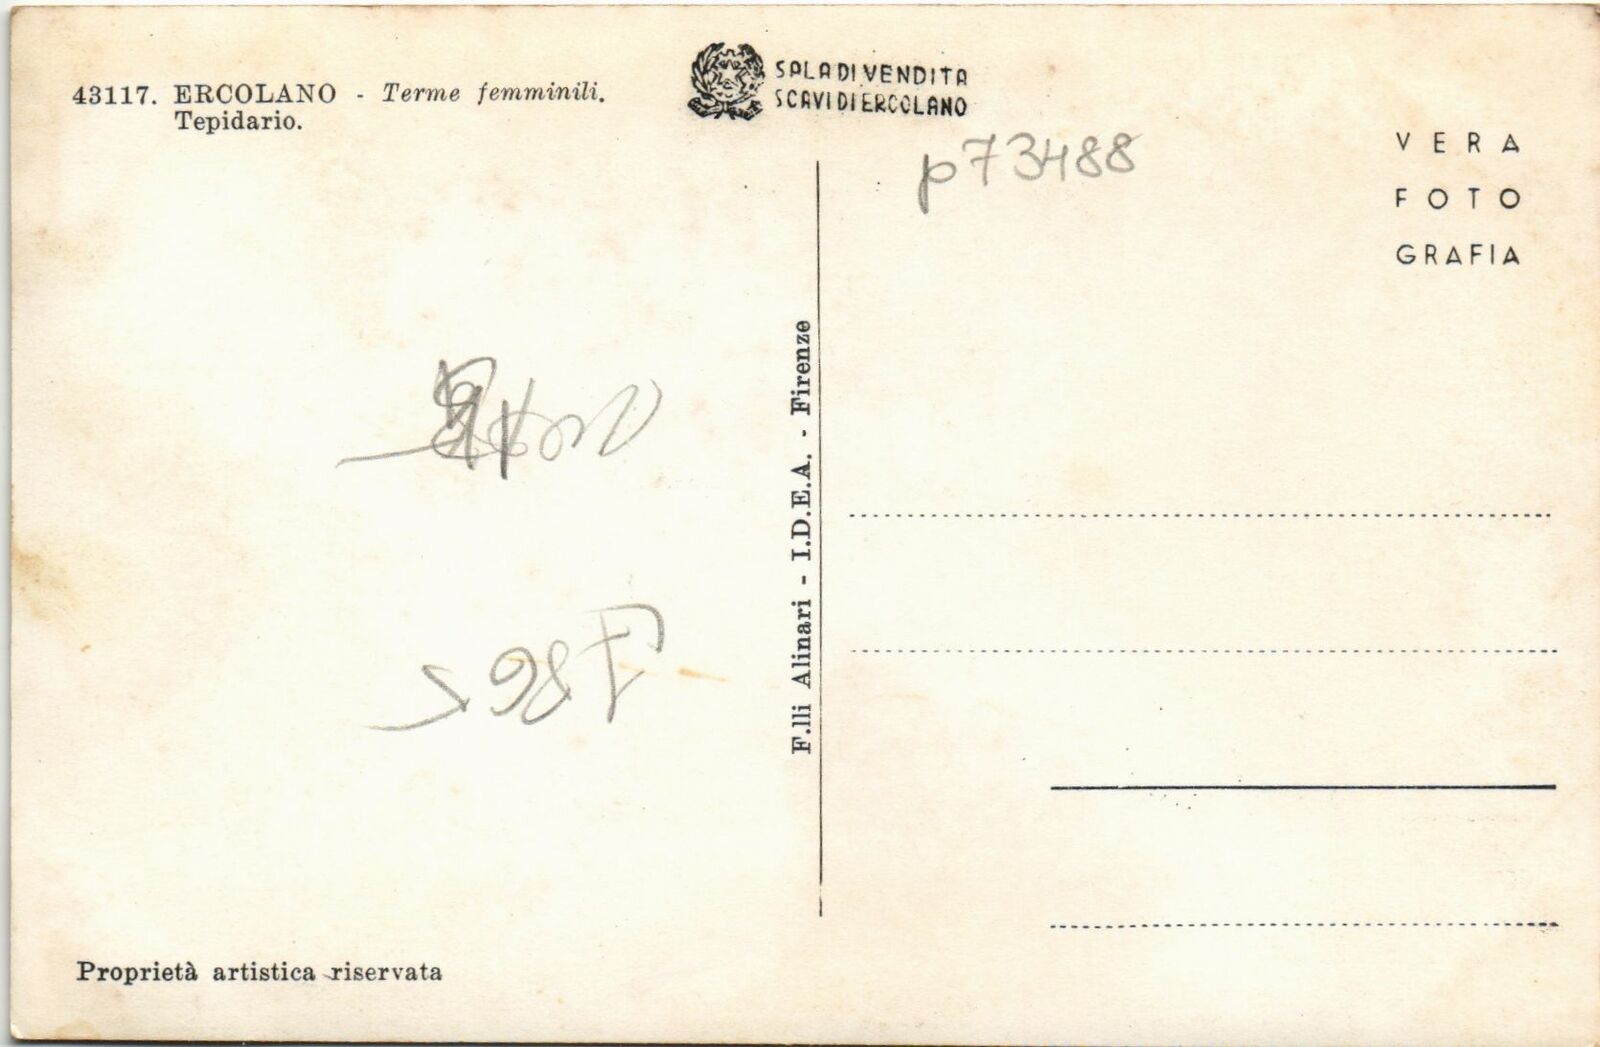 43117. ERCOLANO - Terme femminili.
Tepidario.
SALA DI VENDITA
SCAVI DI ERCOLANO
p73488
VERA
FOTO
GRAFIA
F.lli Alinari - I.D.E.A. - Firenze
Proprietà artistica riservata